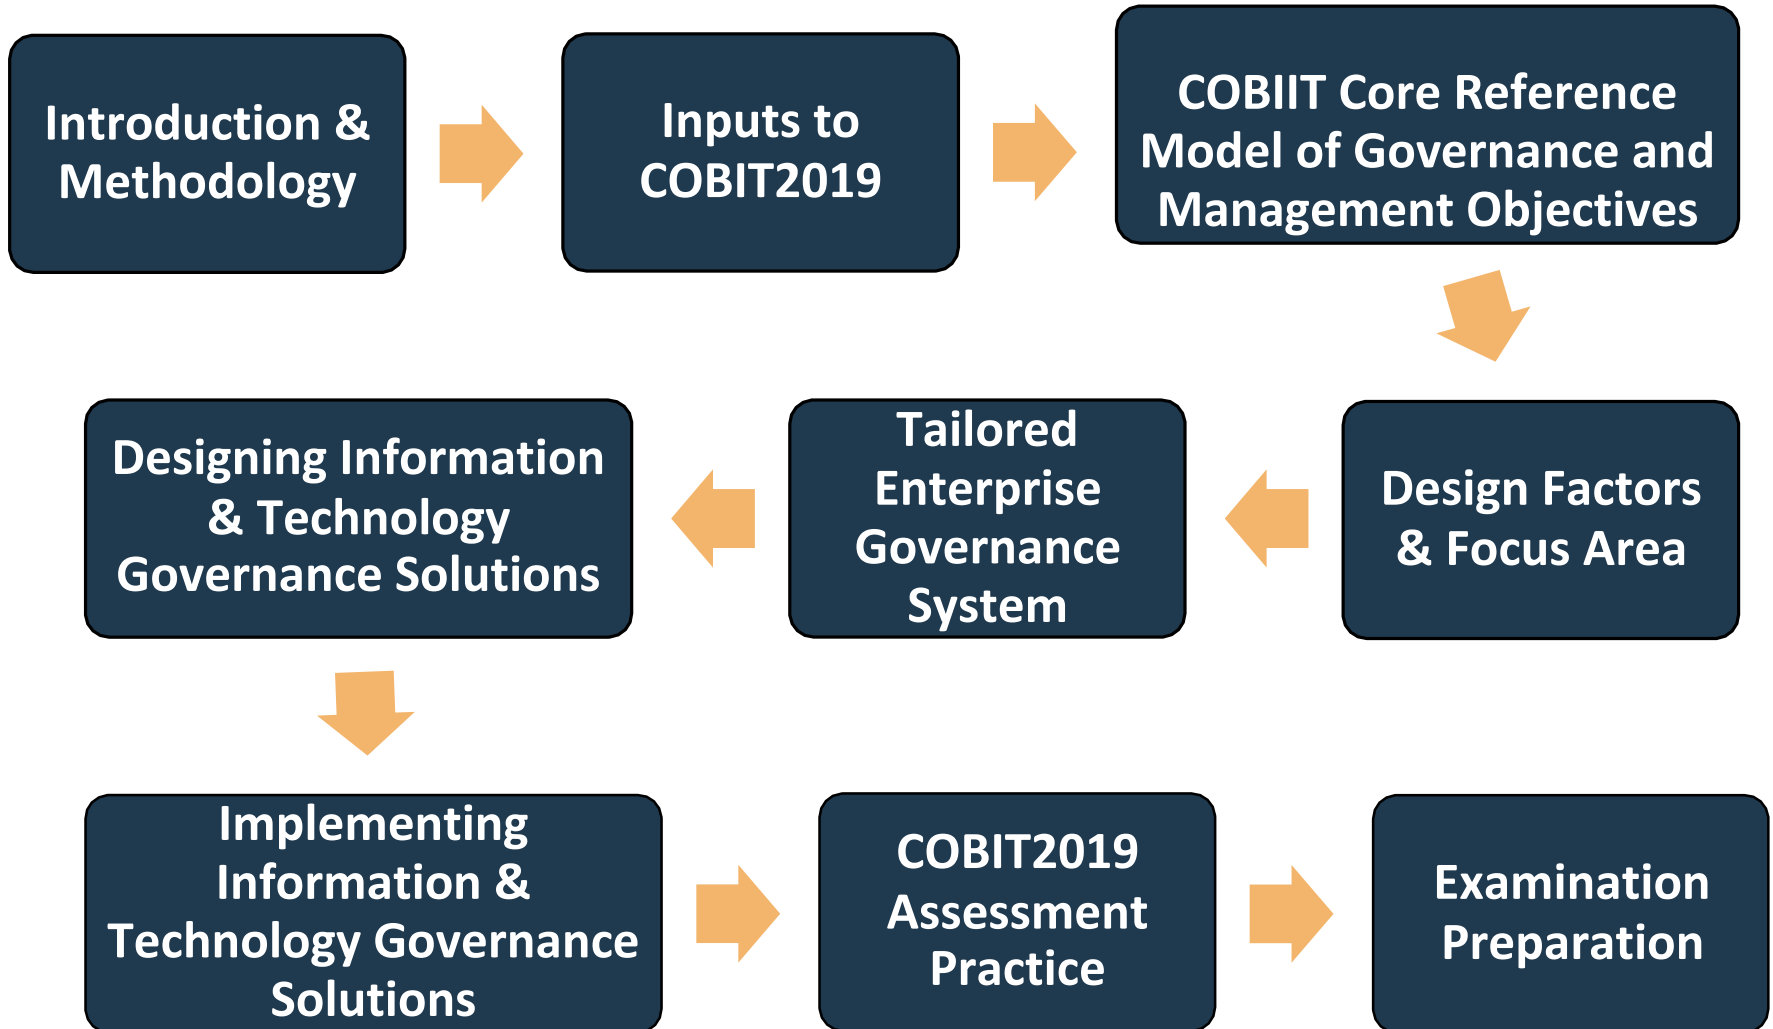 Introduction &
Methodology
Inputs to
COBIT2019
COBIIT Core Reference
Model of Governance and
Management Objectives
Design Factors
& Focus Area
Tailored
Enterprise
Governance
System
Designing Information
& Technology
Governance Solutions
Implementing
Information &
Technology Governance
Solutions
COBIT2019
Assessment
Practice
Examination
Preparation